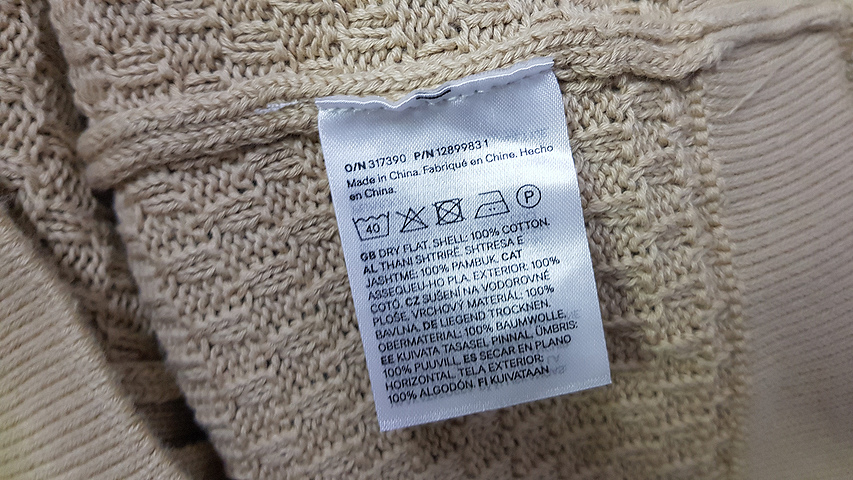 O/N 317390 P/N 1289983 1
Made in China. Fabriqué en Chine. Hecho
en China.
40 P
GB DRY FLAT. SHELL: 100% COTTON.
AL THANI SHTRIRË. SHTRESA E
JASHTME: 100% PAMBUK. CAT
ASSEQUEU-HO PLA. EXTERIOR: 100%
COTÓ. CZ SUŠENÍ NA VODOROVNÉ
PLOŠE. VRCHOVÝ MATERIÁL: 100%
BAVLNA. DE LIEGEND TROCKNEN.
OBERMATERIAL: 100% BAUMWOLLE.
EE KUIVATA TASASEL PINNAL. ÜMBRIS:
100% PUUVILL. ES SECAR EN PLANO
HORIZONTAL. TELA EXTERIOR:
100% ALGODÓN. FI KUIVATAAN